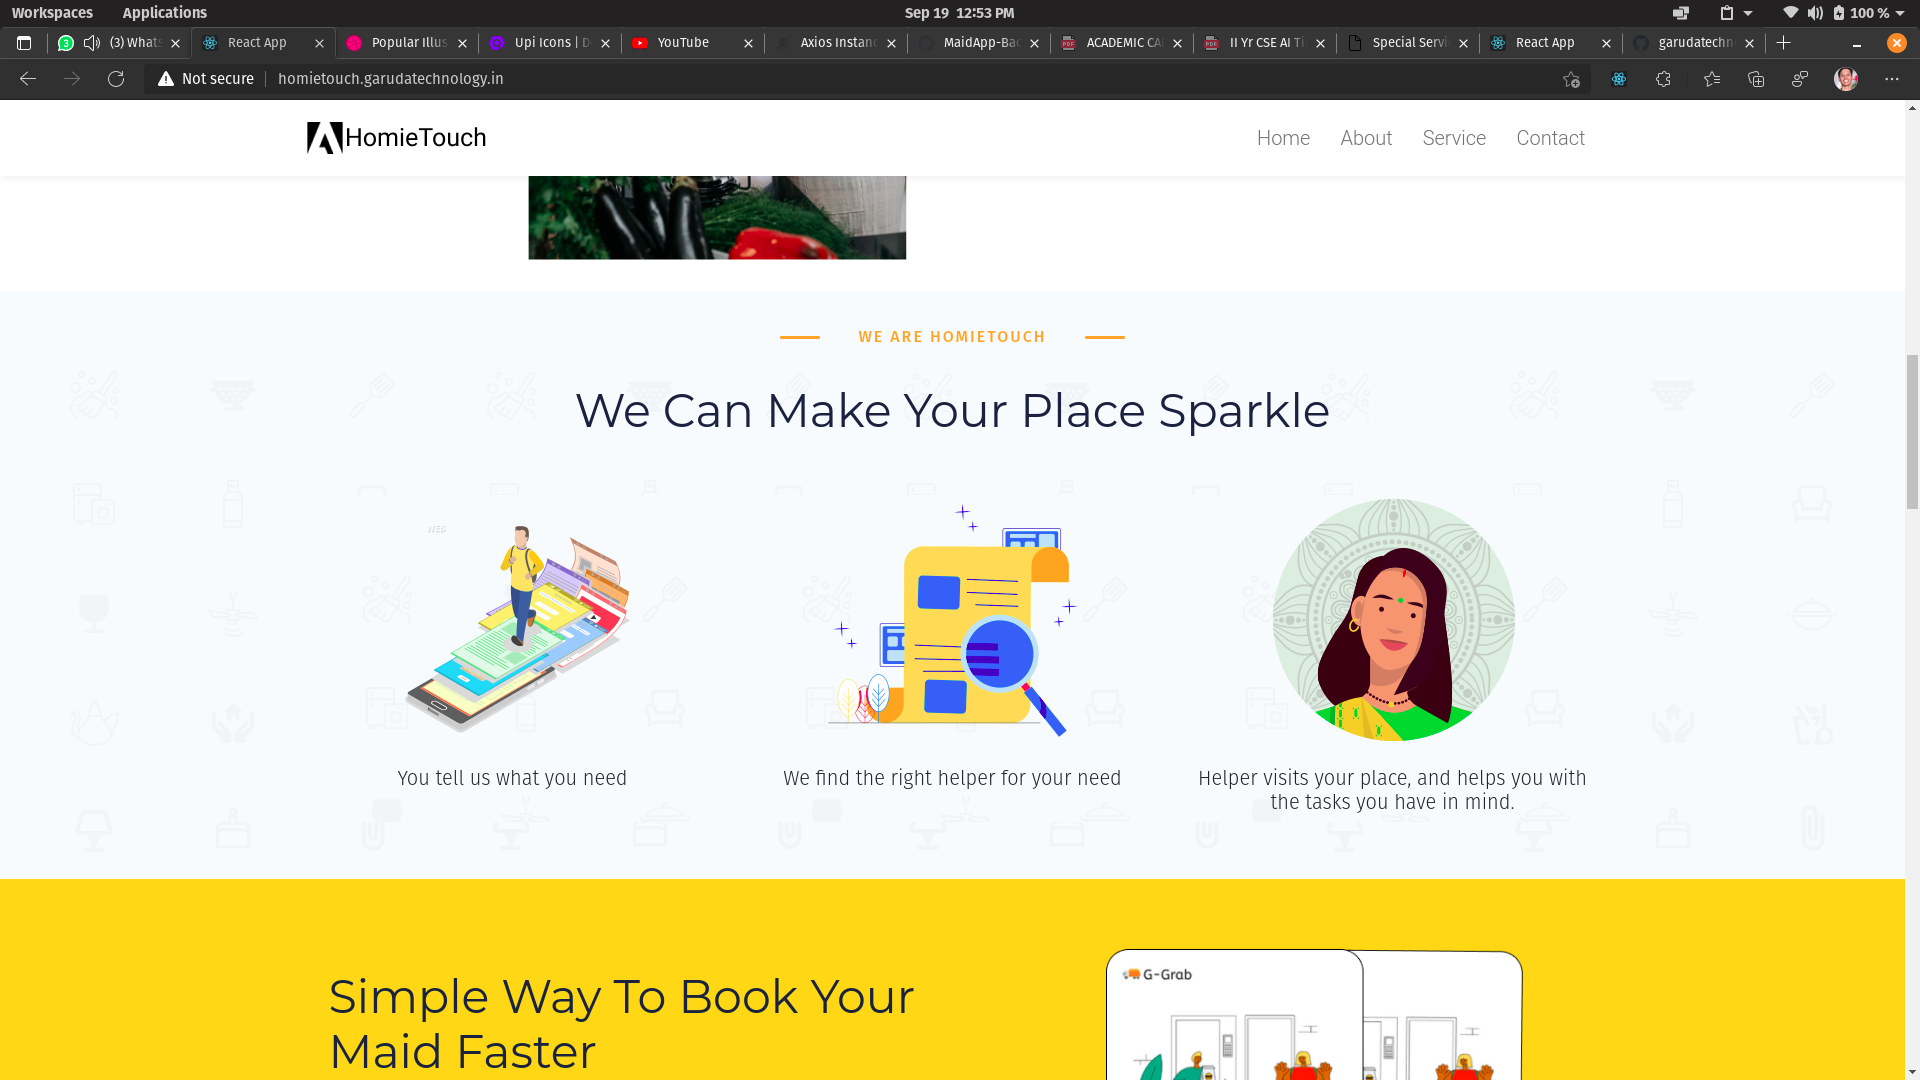 Workspaces Applications Sep 19 12:53 PM 100 %
3 (3) Whats React App Popular Illus Upi Icons | D YouTube Axios Instanc MaidApp-Bac ACADEMIC CA II Yr CSE AI Ti Special Servi React App garudatechn
Not secure homietouch.garudatechnology.in
HomieTouch Home About Service Contact
WE ARE HOMIETOUCH
We Can Make Your Place Sparkle
WEB
You tell us what you need
We find the right helper for your need
Helper visits your place, and helps you with
the tasks you have in mind.
Simple Way To Book Your
Maid Faster
G-Grab